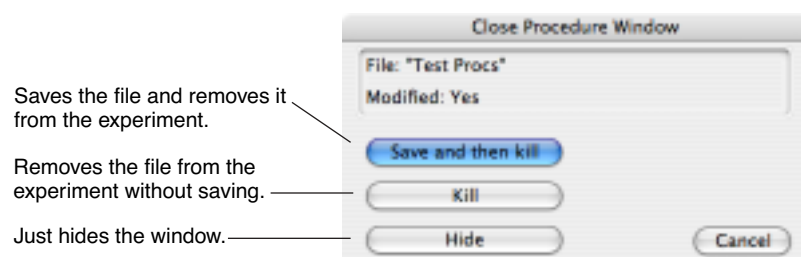 Close Procedure Window
File: "Test Procs"
Modified: Yes
Saves the file and removes it
from the experiment.
Save and then kill
Removes the file from the
experiment without saving.
Kill
Just hides the window.
Hide
Cancel